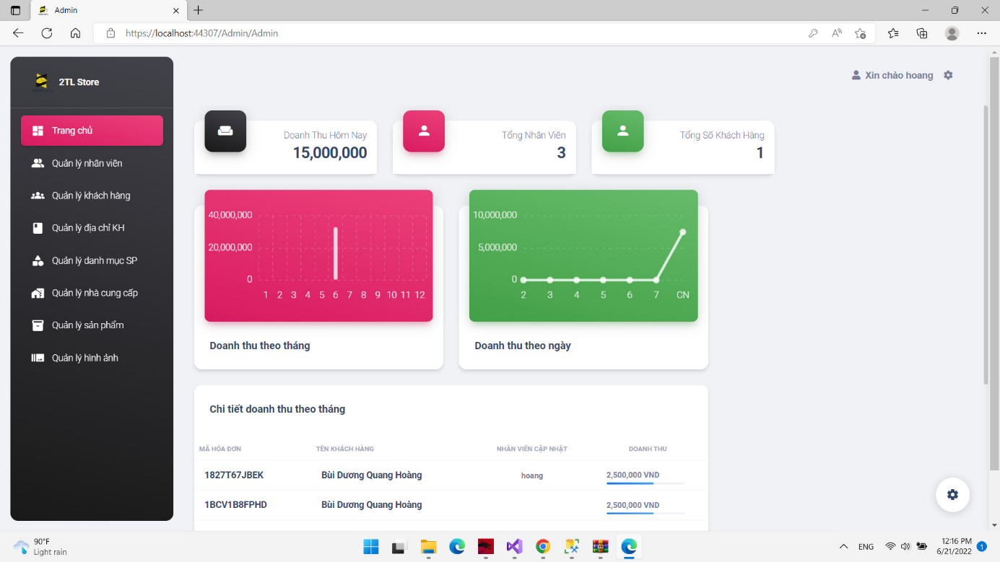 Admin
https://localhost:44307/Admin/Admin
2TL Store
Xin chào hoang
Trang chủ
Quản lý nhân viên
Quản lý khách hàng
Quản lý địa chỉ KH
Quản lý danh mục SP
Quản lý nhà cung cấp
Quản lý sản phẩm
Quản lý hình ảnh
Doanh Thu Hôm Nay
15,000,000
Tổng Nhân Viên
3
Tổng Số Khách Hàng
1
40,000,000
20,000,000
0
1 2 3 4 5 6 7 8 9 10 11 12
Doanh thu theo tháng
10,000,000
5,000,000
0
2 3 4 5 6 7 CN
Doanh thu theo ngày
Chi tiết doanh thu theo tháng
MÃ HÓA ĐƠN TÊN KHÁCH HÀNG NHÂN VIÊN CẬP NHẬT DOANH THU
1827T67JBEK Bùi Dương Quang Hoàng hoang 2,500,000 VND
1BCV1B8FPHD Bùi Dương Quang Hoàng 2,500,000 VND
90°F
Light rain
ENG
12:16 PM
6/21/2022
1